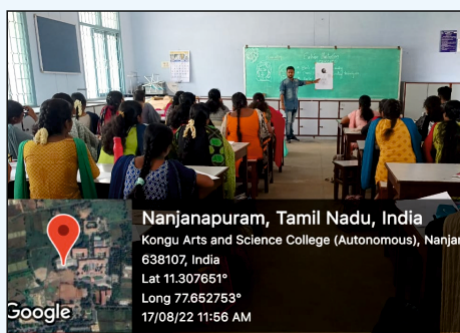 Nanjanapuram, Tamil Nadu, India
Kongu Arts and Science College (Autonomous), Nanjan
638107, India
Lat 11.307651°
Long 77.652753°
17/08/22 11:56 AM
Google